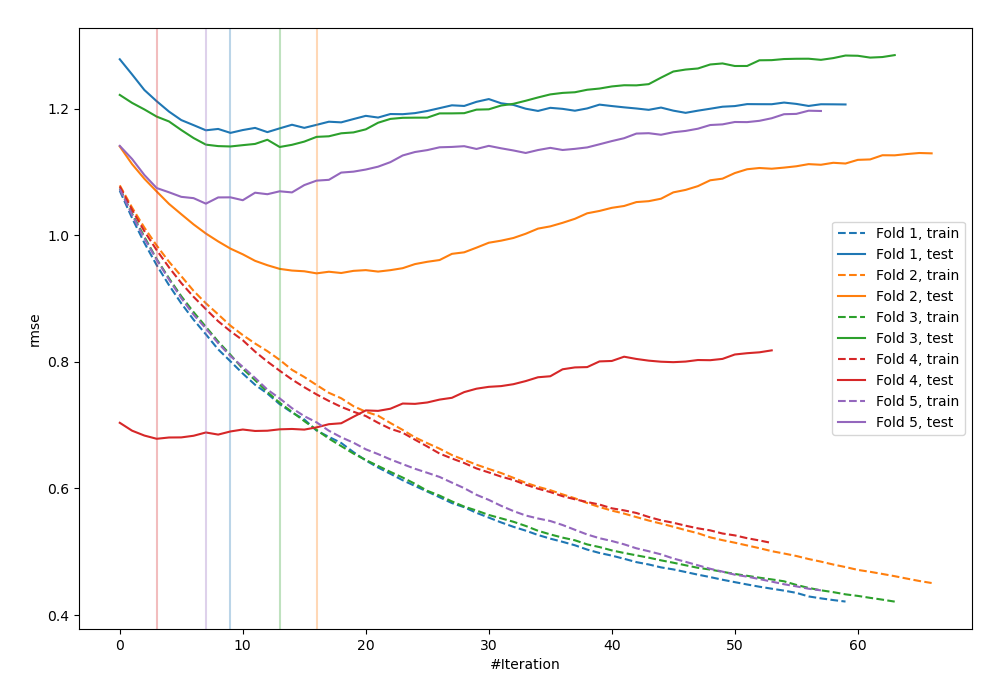 1.2
1.0
0.8
0.6
0.4
rmse
0
10
20
30
40
50
60
#Iteration
Fold 1, train
Fold 1, test
Fold 2, train
Fold 2, test
Fold 3, train
Fold 3, test
Fold 4, train
Fold 4, test
Fold 5, train
Fold 5, test